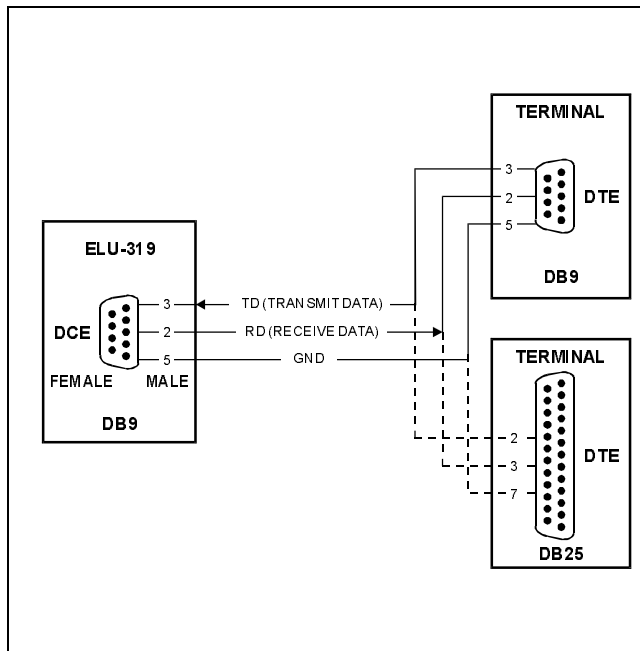 TERMINAL
3
2
5
DTE
DB9
ELU-319
DCE
3
2
5
FEMALE MALE
DB9
TD (TRANSMIT DATA)
RD (RECEIVE DATA)
GND
TERMINAL
2
3
7
DTE
DB25